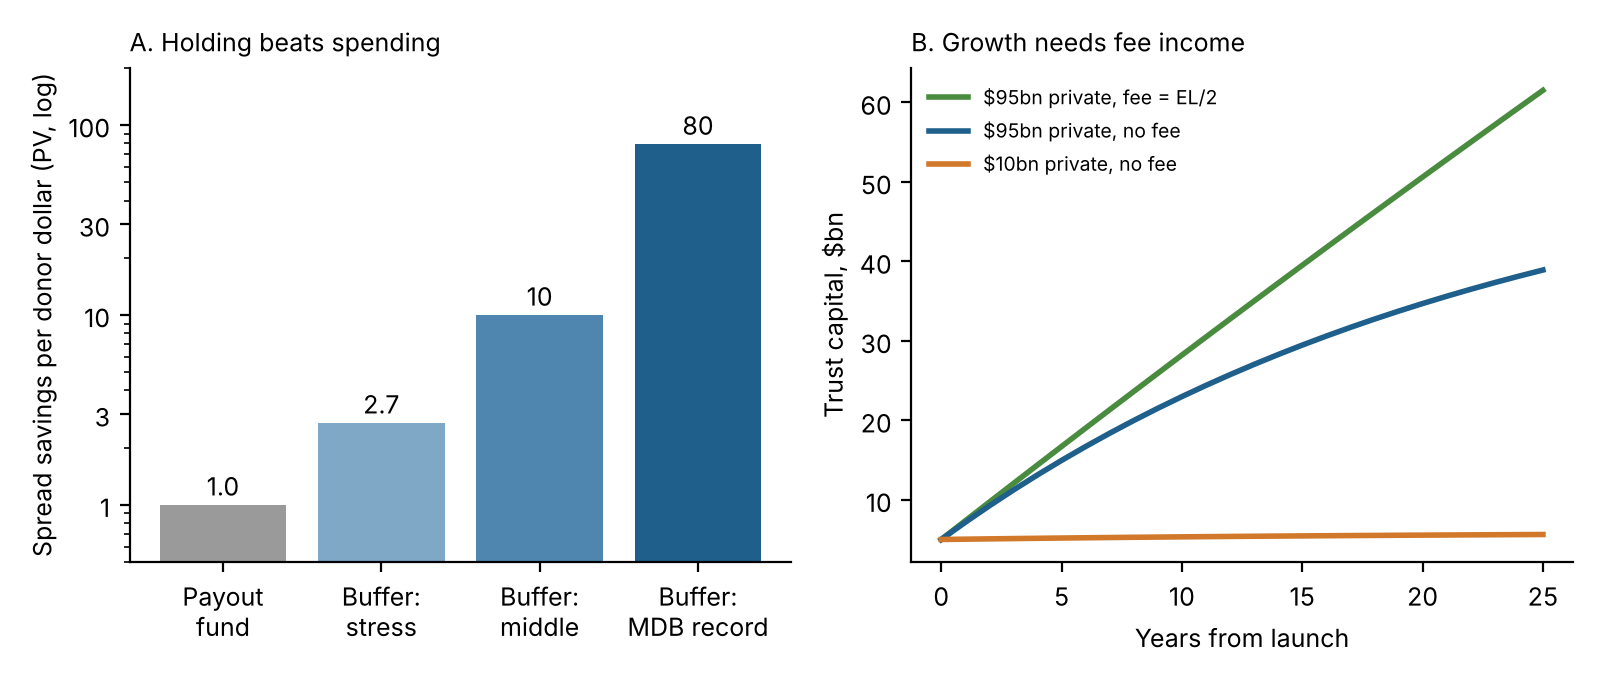 A. Holding beats spending
Spread savings per donor dollar (PV, log)
100
30
10
3
1
1.0
2.7
10
80
Payout
fund
Buffer:
stress
Buffer:
middle
Buffer:
MDB record
B. Growth needs fee income
$95bn private, fee = EL/2
$95bn private, no fee
$10bn private, no fee
Trust capital, $bn
60
50
40
30
20
10
0
5
10
15
20
25
Years from launch